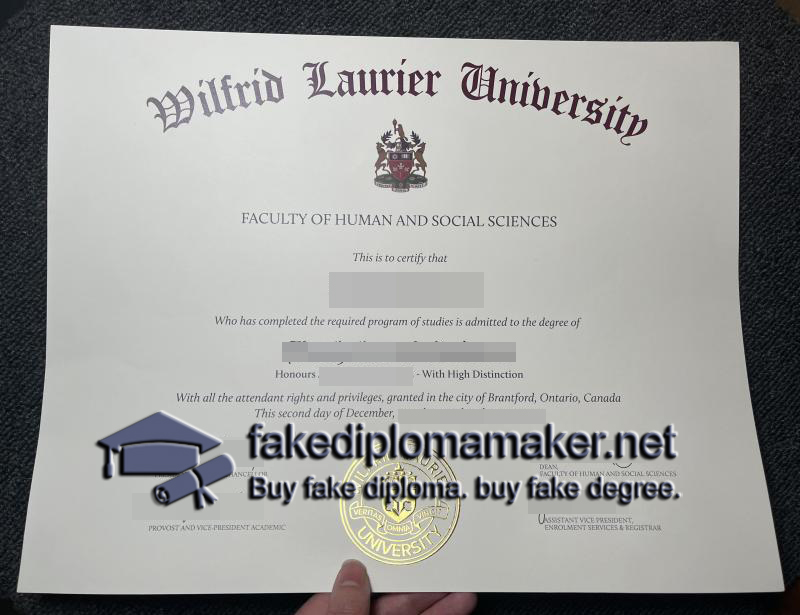 Wilfrid Laurier University
FACULTY OF HUMAN AND SOCIAL SCIENCES
This is to certify that
Who has completed the required program of studies is admitted to the degree of
Honours - With High Distinction
With all the attendant rights and privileges, granted in the city of Brantford, Ontario, Canada
This second day of December,
fakediplomamaker.net
Buy fake diploma. buy fake degree.
DEAN,
FACULTY OF HUMAN AND SOCIAL SCIENCES
VERITAS OMNIA VINCIT
UNIVERSITY
PROVOST AND VICE-PRESIDENT ACADEMIC
ASSISTANT VICE PRESIDENT,
ENROLMENT SERVICES & REGISTRAR